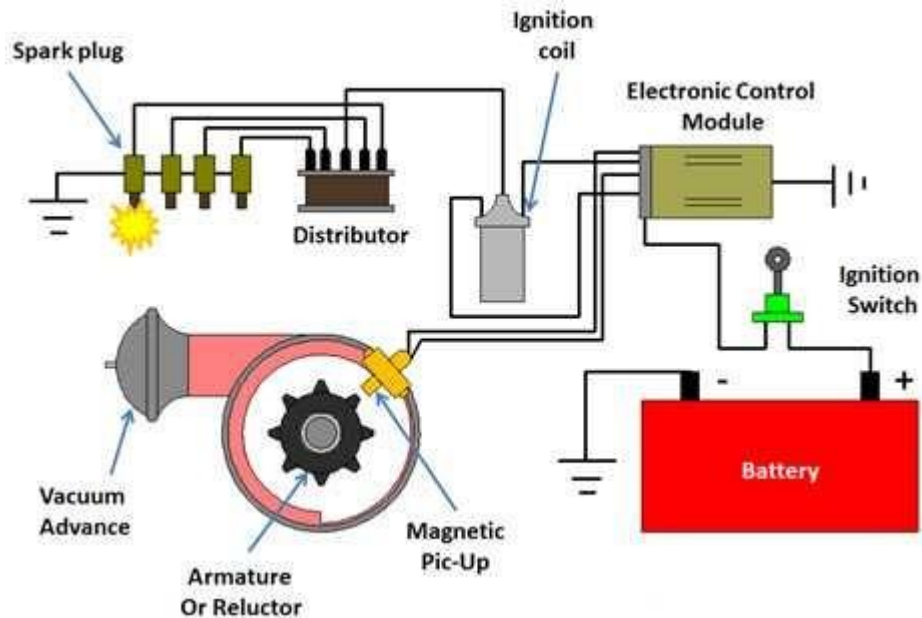 Ignition
coil
Spark plug
Electronic Control
Module
Distributor
Ignition
Switch
- +
Battery
Vacuum
Advance
Magnetic
Pic-Up
Armature
Or Reluctor